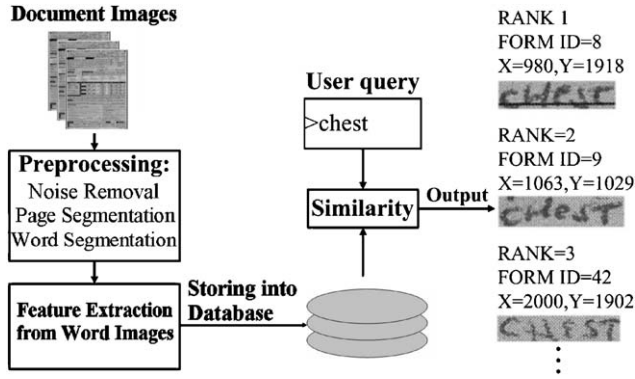 Document Images
Preprocessing:
Noise Removal
Page Segmentation
Word Segmentation
Feature Extraction
from Word Images
Storing into
Database
User query
>chest
Similarity
Output
RANK 1
FORM ID=8
X=980,Y=1918
CHEST
RANK=2
FORM ID=9
X=1063,Y=1029
CHEST
RANK=3
FORM ID=42
X=2000,Y=1902
CHEST